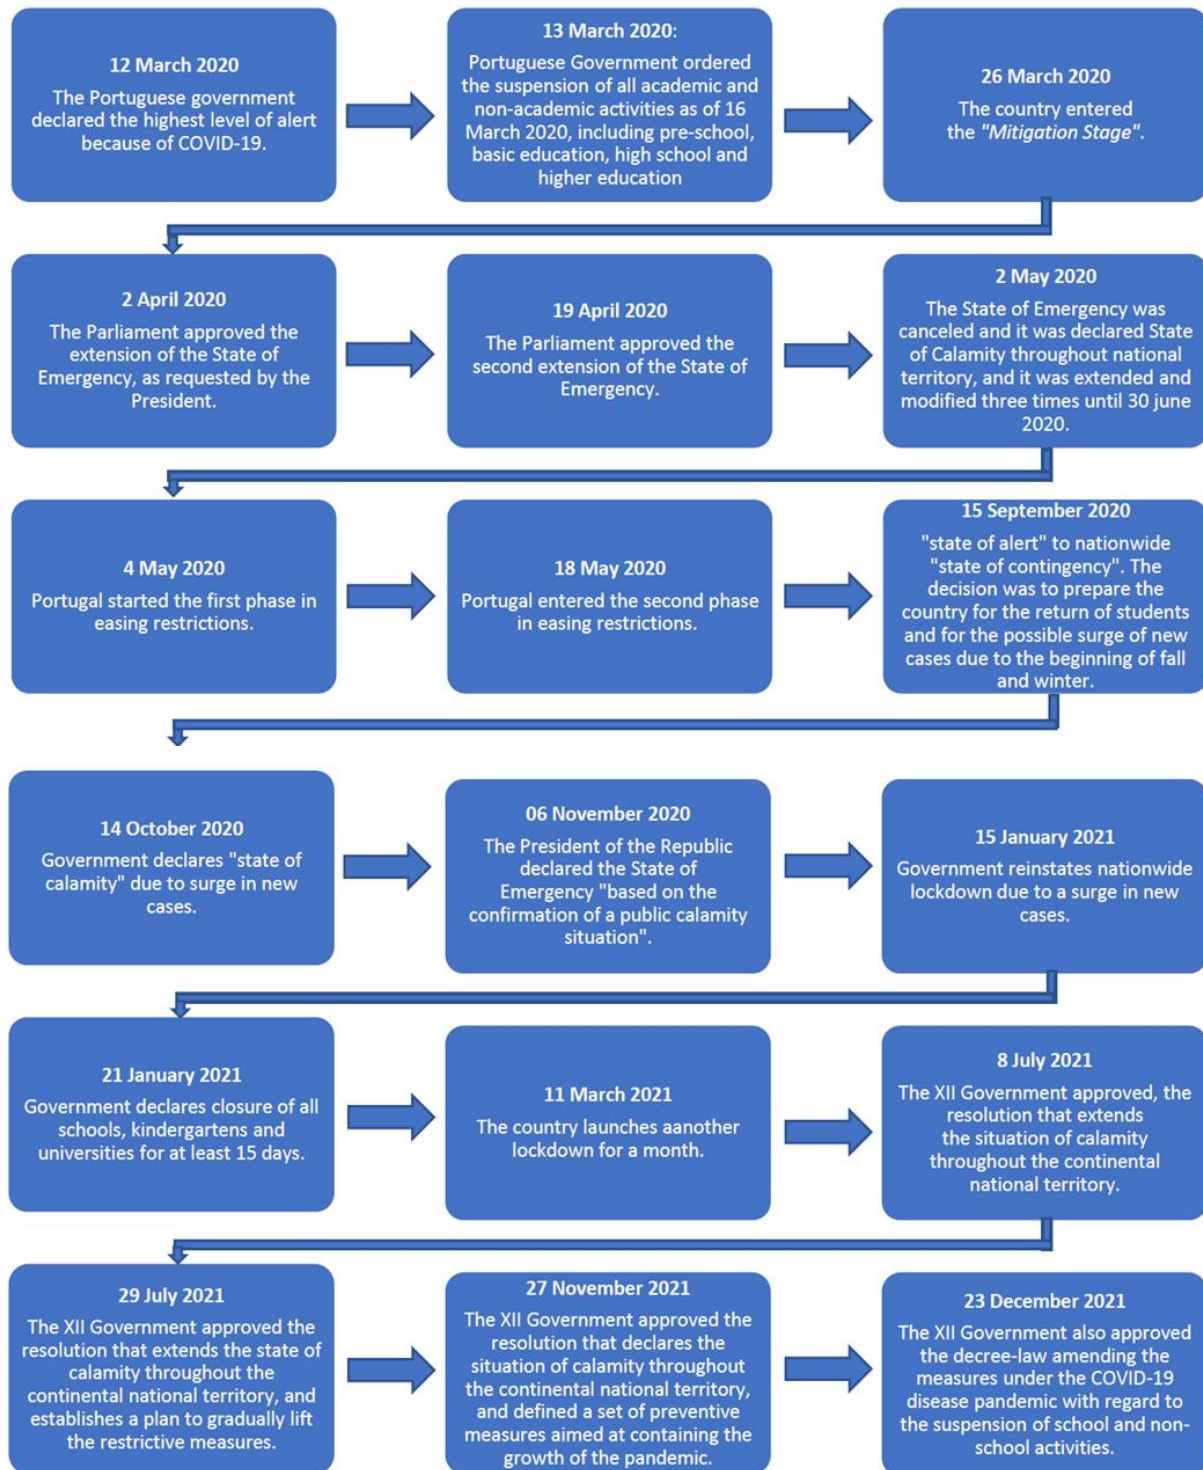 12 March 2020
The Portuguese government
declared the highest level of alert
because of COVID-19.
13 March 2020:
Portuguese Government ordered
the suspension of all academic and
non-academic activities as of 16
March 2020, including pre-school,
basic education, high school and
higher education
26 March 2020
The country entered
the "Mitigation Stage".
2 April 2020
The Parliament approved the
extension of the State of
Emergency, as requested by the
President.
19 April 2020
The Parliament approved the
second extension of the State of
Emergency.
2 May 2020
The State of Emergency was
canceled and it was declared State
of Calamity throughout national
territory, and it was extended and
modified three times until 30 june
2020.
4 May 2020
Portugal started the first phase in
easing restrictions.
18 May 2020
Portugal entered the second phase
in easing restrictions.
15 September 2020
"state of alert" to nationwide
"state of contingency". The
decision was to prepare the
country for the return of students
and for the possible surge of new
cases due to the beginning of fall
and winter.
14 October 2020
Government declares "state of
calamity" due to surge in new
cases.
06 November 2020
The President of the Republic
declared the State of
Emergency "based on the
confirmation of a public calamity
situation".
15 January 2021
Government reinstates nationwide
lockdown due to a surge in new
cases.
21 January 2021
Government declares closure of all
schools, kindergartens and
universities for at least 15 days.
11 March 2021
The country launches aanother
lockdown for a month.
8 July 2021
The XII Government approved, the
resolution that extends
the situation of calamity
throughout the continental
national territory.
29 July 2021
The XII Government approved the
resolution that extends the state of
calamity throughout the
continental national territory, and
establishes a plan to gradually lift
the restrictive measures.
27 November 2021
The XII Government approved the
resolution that declares the
situation of calamity throughout
the continental national territory,
and defined a set of preventive
measures aimed at containing the
growth of the pandemic.
23 December 2021
The XII Government also approved
the decree-law amending the
measures under the COVID-19
disease pandemic with regard to
the suspension of school and non-
school activities.